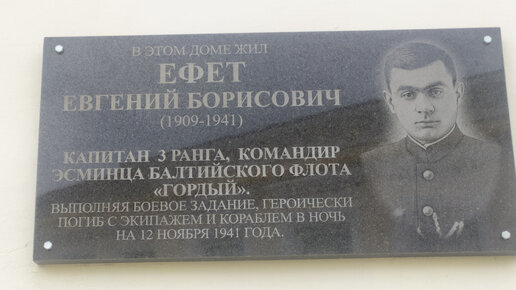 В ЭТОМ ДОМЕ ЖИЛ
ЕФЕТ
ЕВГЕНИЙ БОРИСОВИЧ
(1909-1941)
КАПИТАН 3 РАНГА, КОМАНДИР
ЭСМИНЦА БАЛТИЙСКОГО ФЛОТА
«ГОРДЫЙ».
ВЫПОЛНЯЯ БОЕВОЕ ЗАДАНИЕ, ГЕРОИЧЕСКИ
ПОГИБ С ЭКИПАЖЕМ И КОРАБЛЕМ В НОЧЬ
НА 12 НОЯБРЯ 1941 ГОДА.